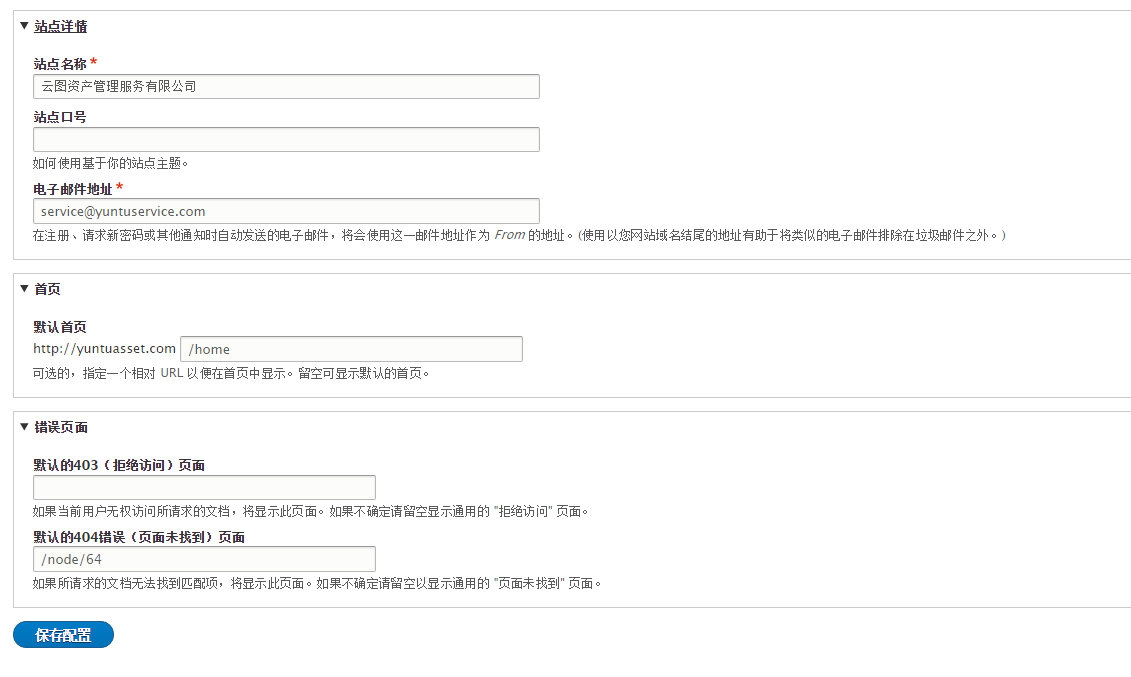 站点详情
站点名称*
云图资产管理服务有限公司
站点口号
如何使用基于你的站点主题。
电子邮件地址*
service@yuntuservice.com
在注册、请求新密码或其他通知时自动发送的电子邮件，将会使用这一邮件地址作为 From 的地址。(使用以您网站域名结尾的地址有助于将类似的电子邮件排除在垃圾邮件之外。)
首页
默认首页
http://yuntuasset.com /home
可选的，指定一个相对 URL 以便在首页中显示。留空可显示默认的首页。
错误页面
默认的403（拒绝访问）页面
如果当前用户无权访问所请求的文档，将显示此页面。如果不确定请留空显示通用的 "拒绝访问" 页面。
默认的404错误（页面未找到）页面
/node/64
如果所请求的文档无法找到匹配项，将显示此页面。如果不确定请留空以显示通用的 "页面未找到" 页面。
保存配置